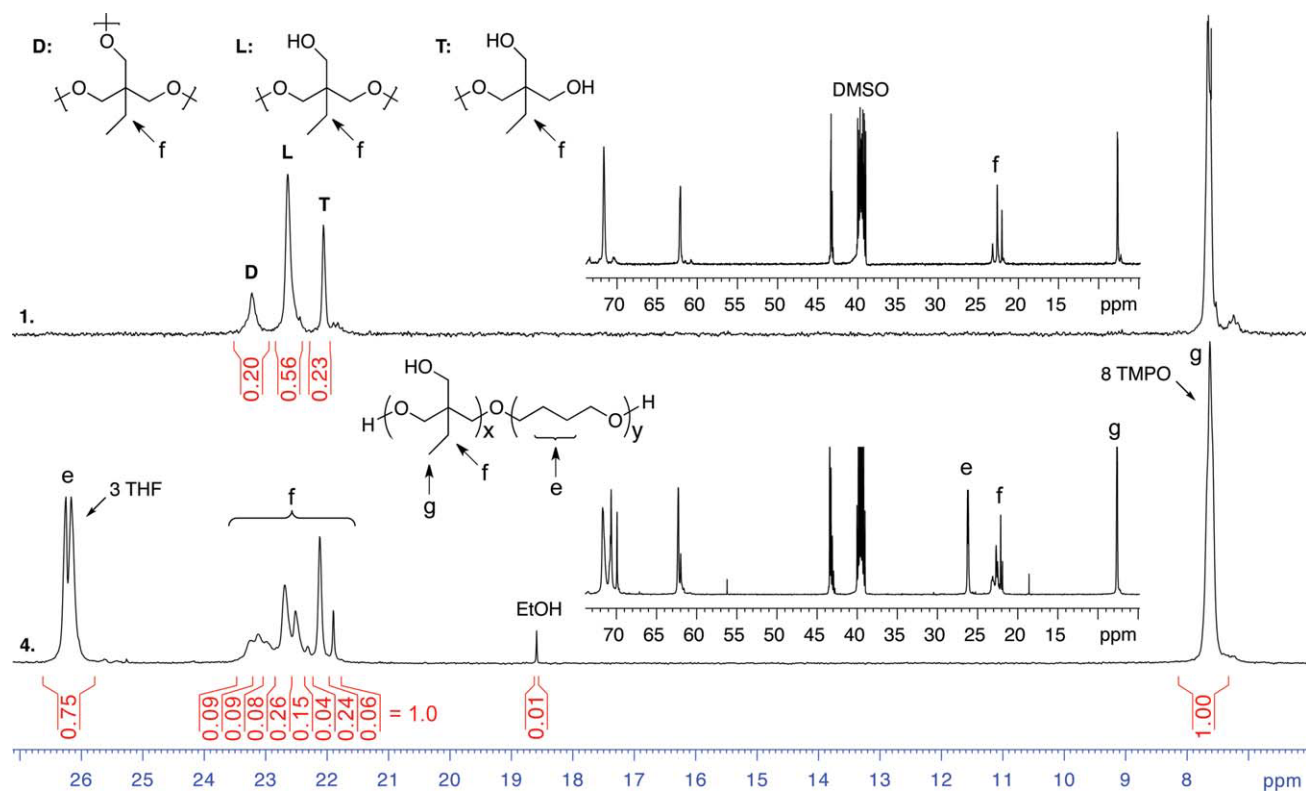 D:
O
O
O
f
L:
HO
O
O
f
T:
HO
OH
O
f
D
L
T
DMSO
f
70 65 60 55 50 45 40 35 30 25 20 15 ppm
1.
0.20
0.56
0.23
HO
H
O
x
O
O
y
H
g
f
e
e
3 THF
f
EtOH
e
f
g
70 65 60 55 50 45 40 35 30 25 20 15 ppm
g
8 TMPO
4.
0.75
0.09
0.09
0.08
0.26
0.15
0.04
0.24
0.06
= 1.0
0.01
1.00
26 25 24 23 22 21 20 19 18 17 16 15 14 13 12 11 10 9 8 ppm